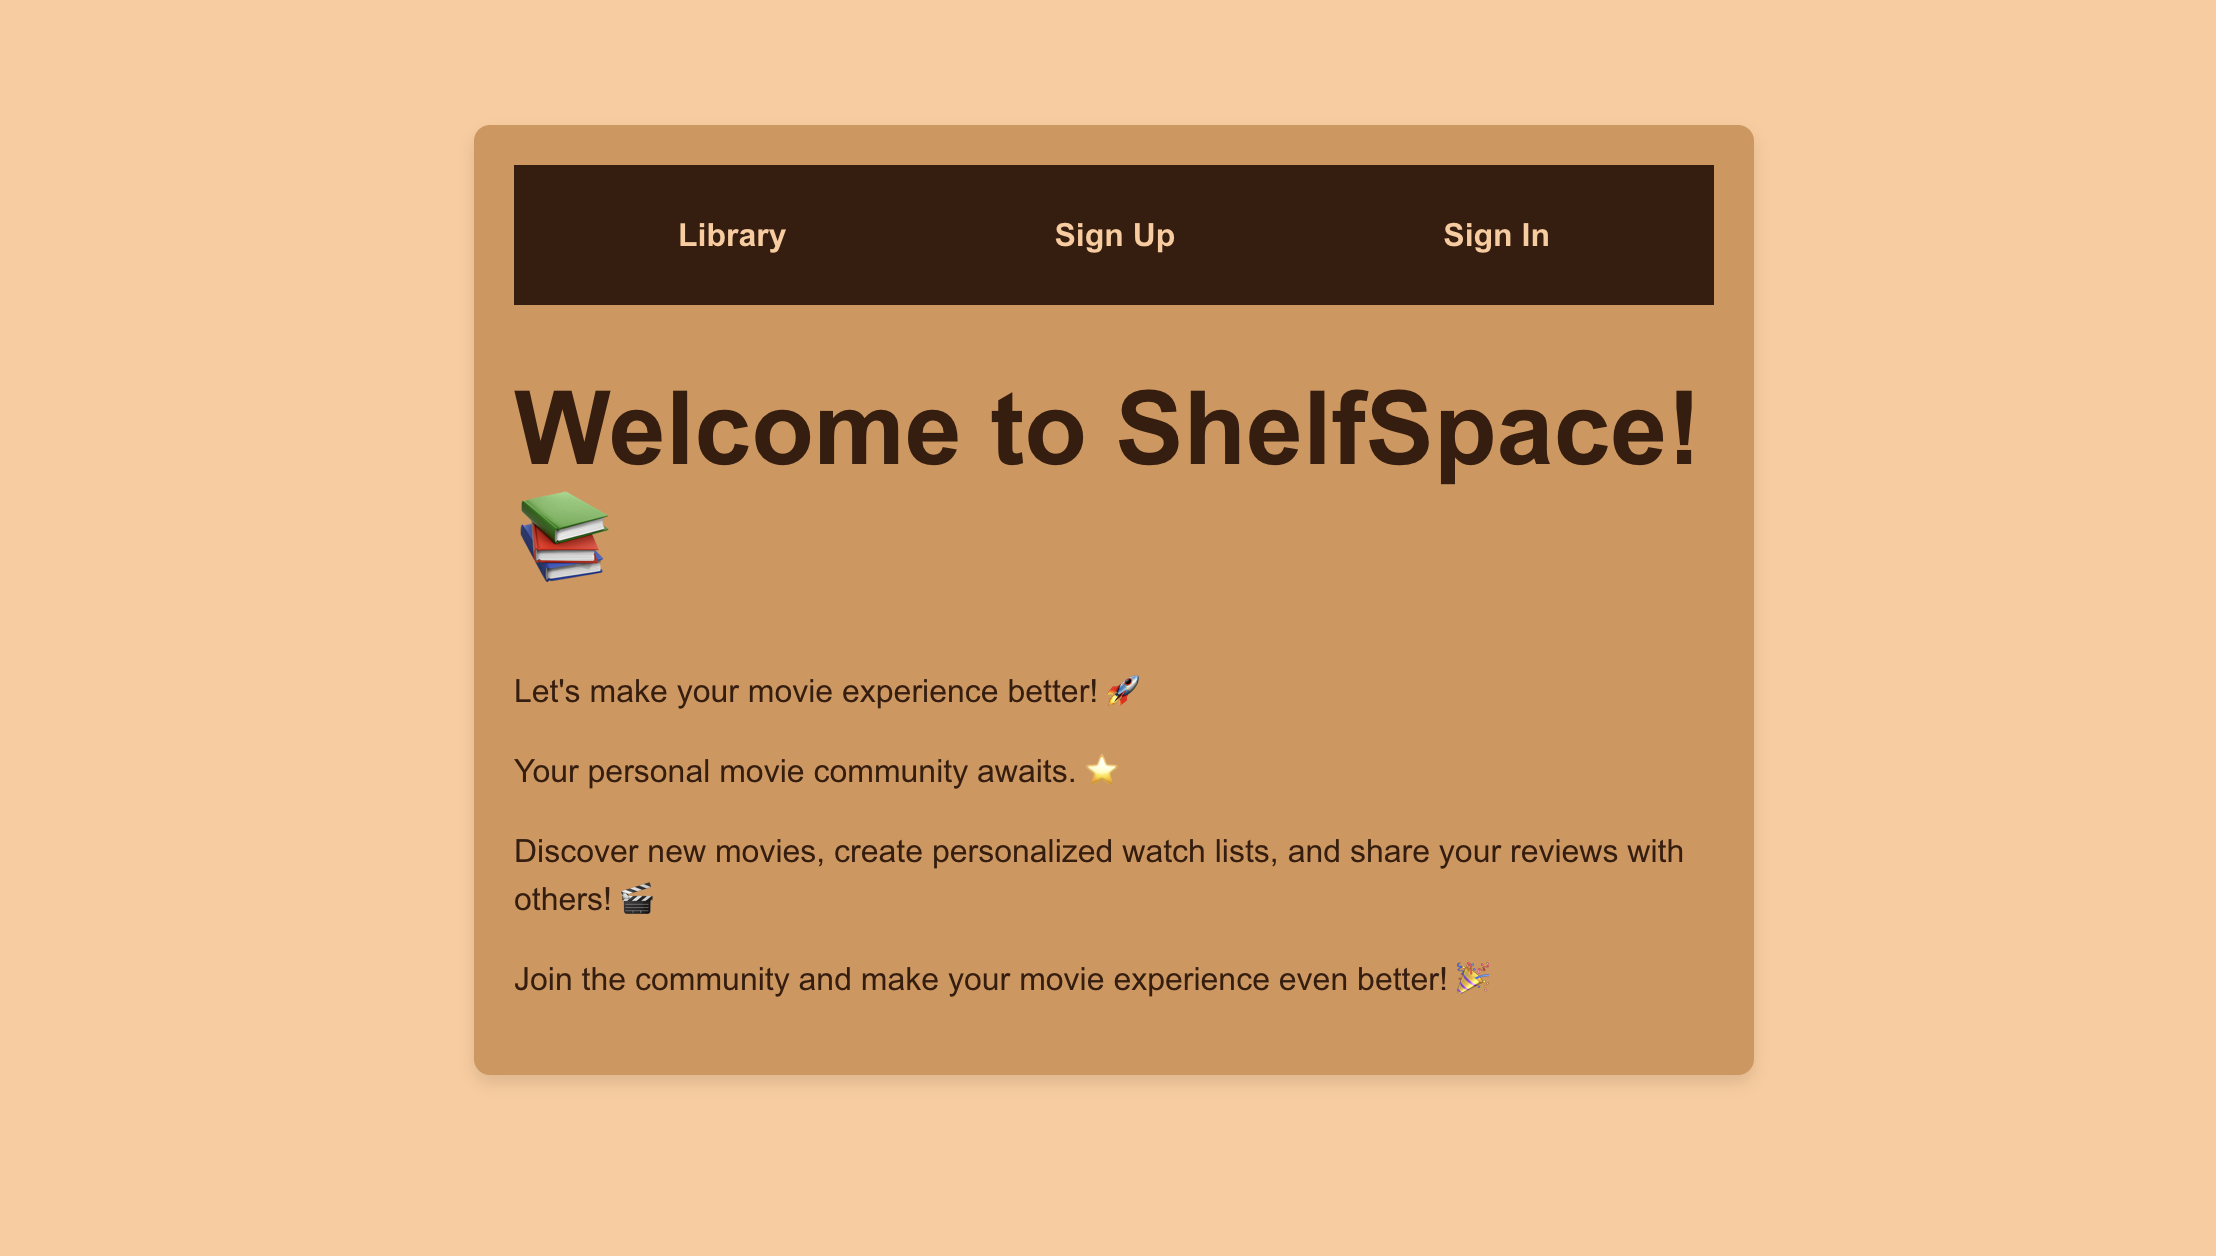 Library
Sign Up
Sign In
Welcome to ShelfSpace!
📚
Let's make your movie experience better! 🚀
Your personal movie community awaits. ⭐
Discover new movies, create personalized watch lists, and share your reviews with
others! 🎬
Join the community and make your movie experience even better! 🎉